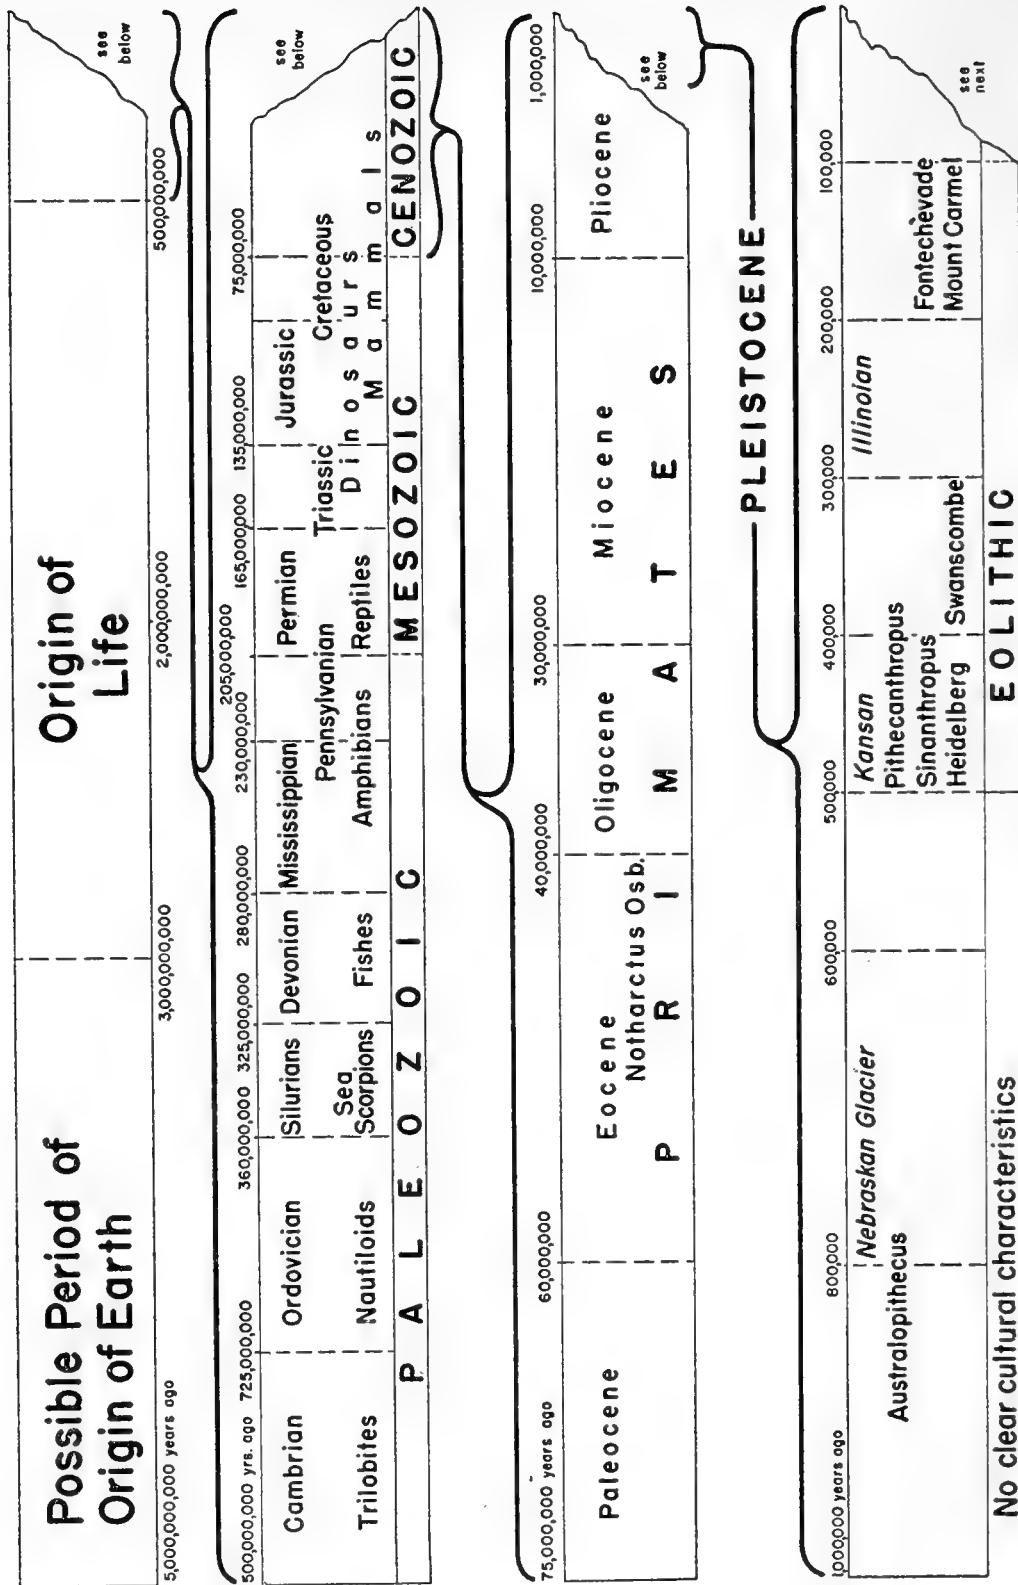 Possible Period of
Origin of Earth
Origin of
Life
see
below
5,000,000,000 years ago
3,000,000,000
2,000,000,000
500,000,000
500,000,000 yrs. ago
725,000,000
360,000,000
325,000,000
280,000,000
230,000,000
205,000,000
165,000,000
135,000,000
75,000,000
Cambrian
Ordovician
Silurians
Devonian
Mississippian
Pennsylvanian
Permian
Triassic
Jurassic
Cretaceous
see
below
Trilobites
Nautiloids
Sea
Scorpions
Fishes
Amphibians
Reptiles
Dinosaurs
Mammals
PALEOZOIC
MESOZOIC
CENOZOIC
75,000,000 years ago
60,000,000
40,000,000
30,000,000
10,000,000
1,000,000
Paleocene
Eocene
Notharctus Osb.
Oligocene
Miocene
Pliocene
see
below
PRIMATES
PLEISTOCENE
1,000,000 years ago
800,000
600,000
500,000
400,000
300,000
200,000
100,000
Nebraskan Glacier
Australopithecus
Kansan
Pithecanthropus
Sinanthropus
Heidelberg
Swanscombe
Illinoian
Fontechevade
Mount Carmel
see
next
No clear cultural characteristics
EOLITHIC